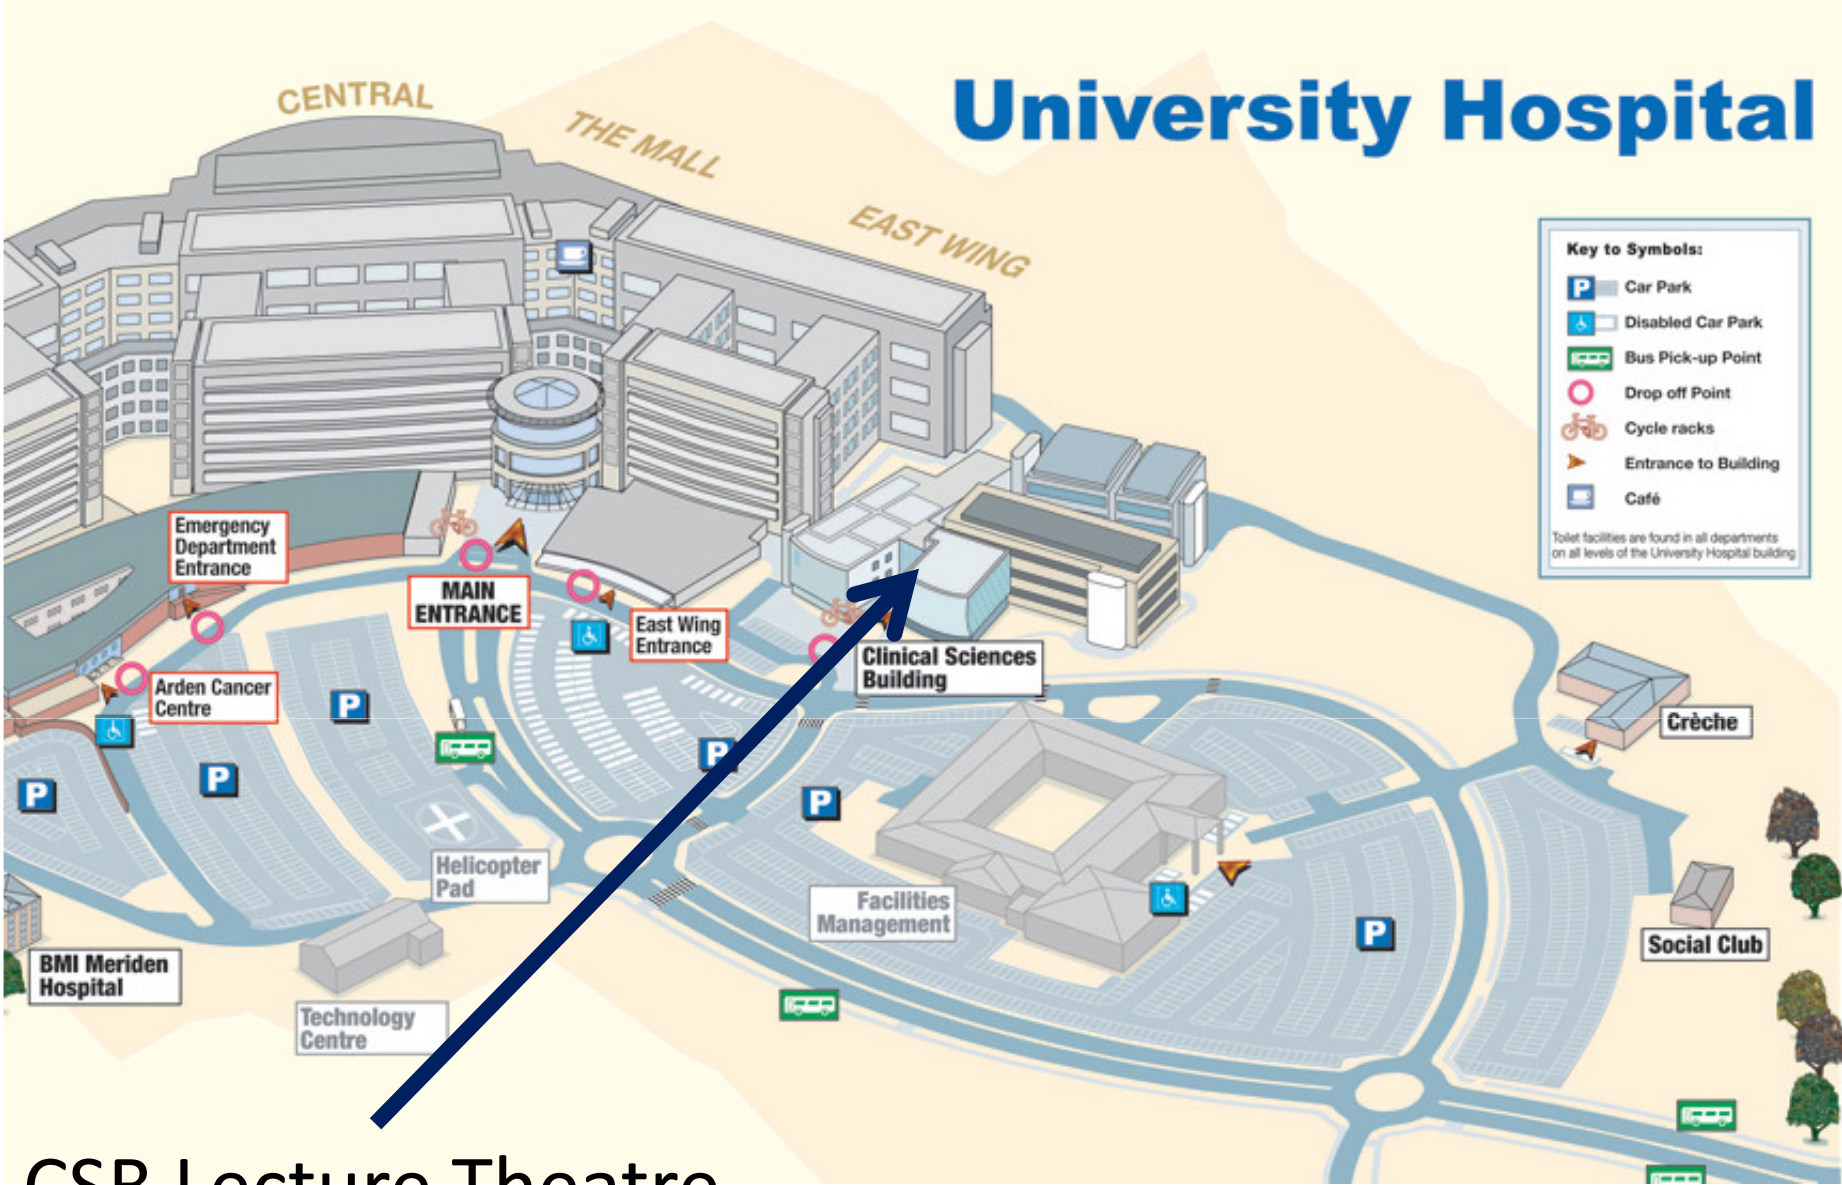 University Hospital
CENTRAL
THE MALL
EAST WING
Key to Symbols:
P Car Park
Disabled Car Park
Bus Pick-up Point
Drop off Point
Cycle racks
Entrance to Building
Café
Toilet facilities are found in all departments
on all levels of the University Hospital building
Emergency
Department
Entrance
MAIN
ENTRANCE
East Wing
Entrance
Clinical Sciences
Building
Arden Cancer
Centre
P
P
P
P
P
P
Crèche
Helicopter
Pad
Facilities
Management
Social Club
BMI Meriden
Hospital
Technology
Centre
CSB Lecture Theatre